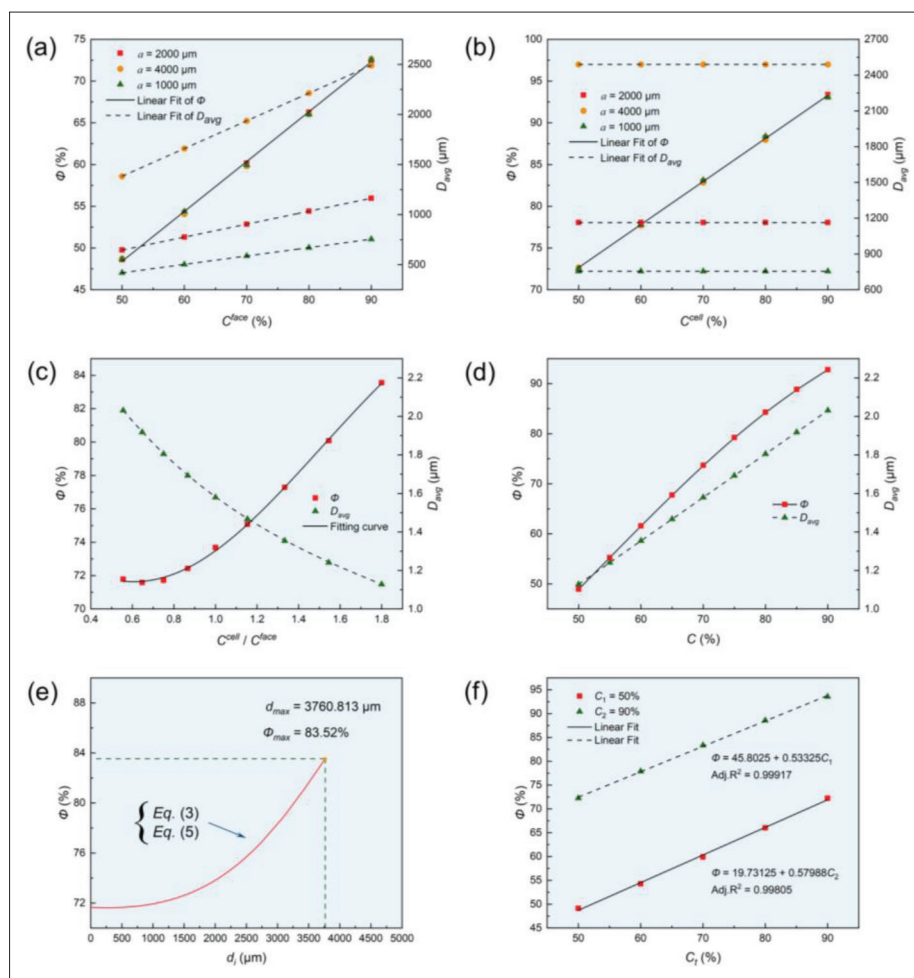 (a)
a = 2000 μm
a = 4000 μm
a = 1000 μm
Linear Fit of Φ
Linear Fit of Davg
75
70
65
60
55
50
45
Φ (%)
2500
2000
1500
1000
500
Davg (μm)
50 60 70 80 90
Cface (%)
(b)
a = 2000 μm
a = 4000 μm
a = 1000 μm
Linear Fit of Φ
Linear Fit of Davg
100
95
90
85
80
75
70
Φ (%)
2700
2400
2100
1800
1500
1200
900
600
Davg (μm)
50 60 70 80 90
Ccell (%)
(c)
84
82
80
78
76
74
72
70
Φ (%)
Φ
Davg
Fitting curve
2.2
2.1
2.0
1.8
1.6
1.4
1.2
1.0
Davg (μm)
0.4 0.6 0.8 1.0 1.2 1.4 1.6 1.8
Ccell / Cface
(d)
90
80
70
60
50
Φ (%)
Φ
Davg
2.2
2.1
2.0
1.8
1.6
1.4
1.2
1.0
Davg (μm)
50 60 70 80 90
C (%)
(e)
88
84
80
76
72
Φ (%)
dmax = 3760.813 μm
Φmax = 83.52%
Eq. (3)
Eq. (5)
0 500 1000 1500 2000 2500 3000 3500 4000 4500 5000
di (μm)
(f)
95
90
85
80
75
70
65
60
55
50
45
Φ (%)
C1 = 50%
C2 = 90%
Linear Fit
Linear Fit
Φ = 45.8025 + 0.53325C1
Adj.R2 = 0.99917
Φ = 19.73125 + 0.57988C2
Adj.R2 = 0.99805
50 60 70 80 90
Ct (%)